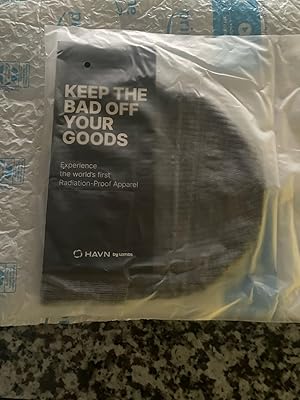 KEEP THE
BAD OFF
YOUR
GOODS
Experience
the world's first
Radiation-Proof Apparel
HAVN by LAMBS